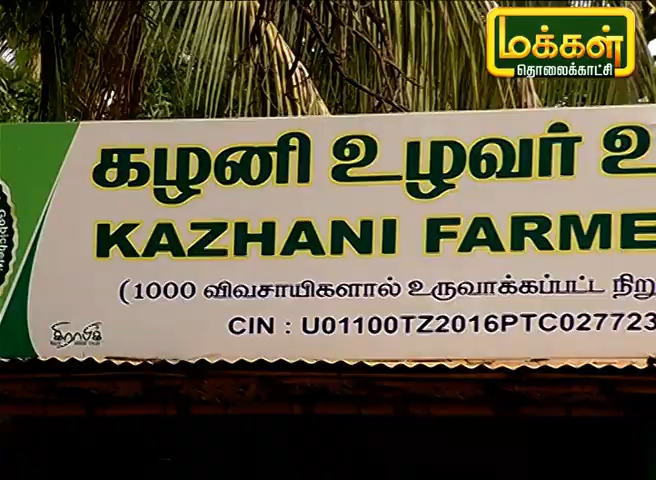 மக்கள்
தொலைக்காட்சி
கழனி உழவர் உ
KAZHANI FARME
(1000 விவசாயிகளால் உருவாக்கப்பட்ட நிறு
CIN : U01100TZ2016PTC027723